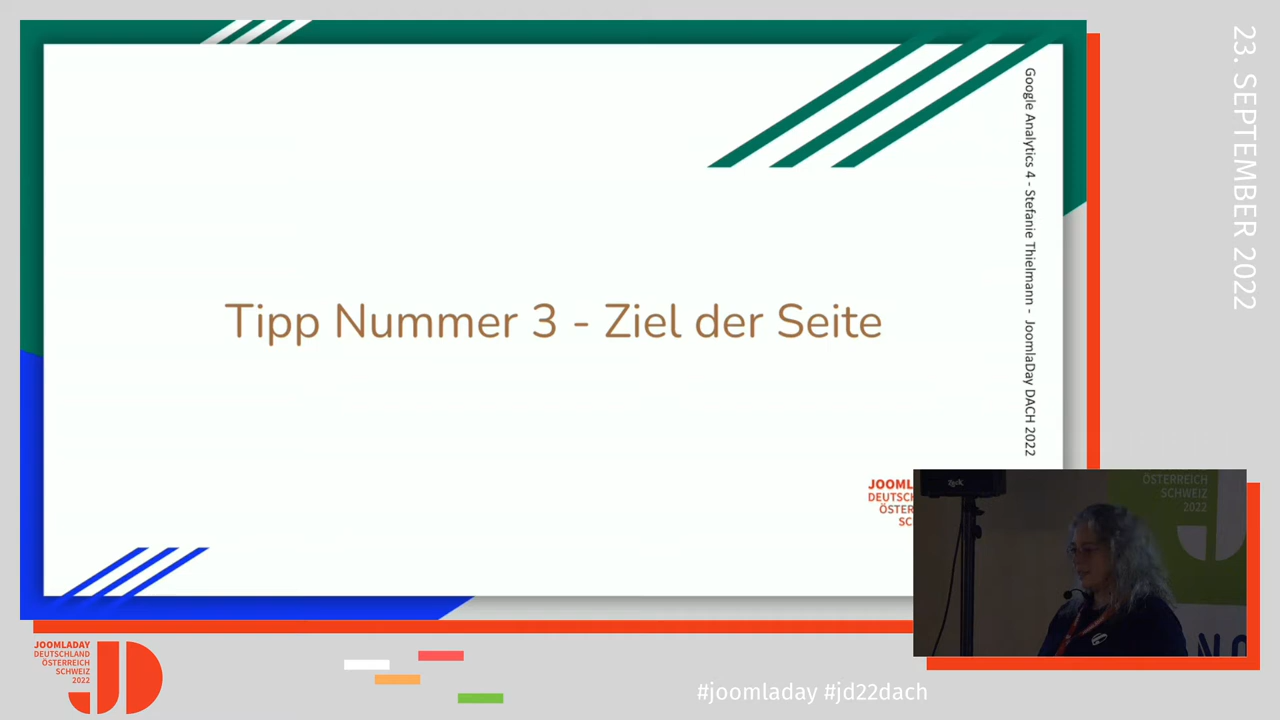 Tipp Nummer 3 - Ziel der Seite
Google Analytics 4 - Stefanie Thielmann - JoomlaDay DACH 2022
23. SEPTEMBER 2022
ÖSTERREICH
SCHWEIZ
2022
JOOMLADAY
DEUTSCHLAND
ÖSTERREICH
SCHWEIZ
2022
JD
#joomladay #jd22dach